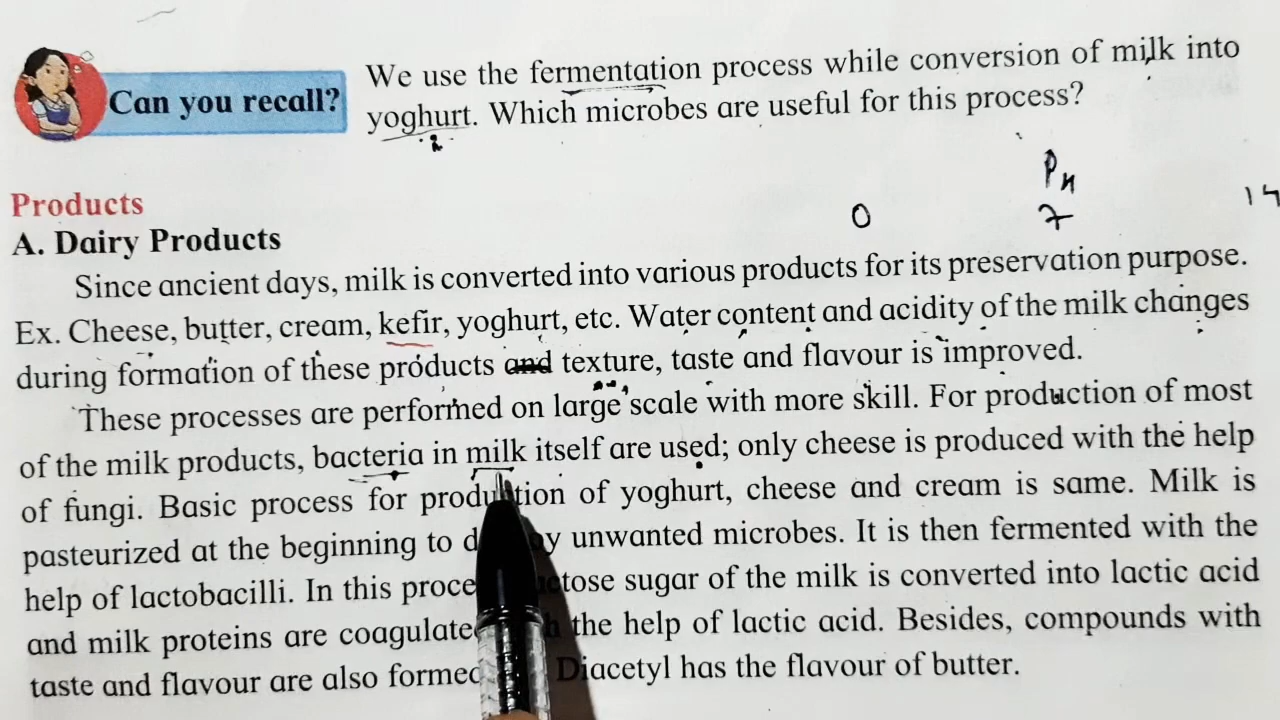 We use the fermentation process while conversion of milk into
Can you recall?
yoghurt. Which microbes are useful for this process?
PH
0 7 14
Products
A. Dairy Products
Since ancient days, milk is converted into various products for its preservation purpose.
Ex. Cheese, butter, cream, kefir, yoghurt, etc. Water content and acidity of the milk changes
during formation of these products and texture, taste and flavour is improved.
These processes are performed on large scale with more skill. For production of most
of the milk products, bacteria in milk itself are used; only cheese is produced with the help
of fungi. Basic process for production of yoghurt, cheese and cream is same. Milk is
pasteurized at the beginning to unwanted microbes. It is then fermented with the
help of lactobacilli. In this sugar of the milk is converted into lactic acid
and milk proteins are the help of lactic acid. Besides, compounds with
taste and flavour are also Diacetyl has the flavour of butter.